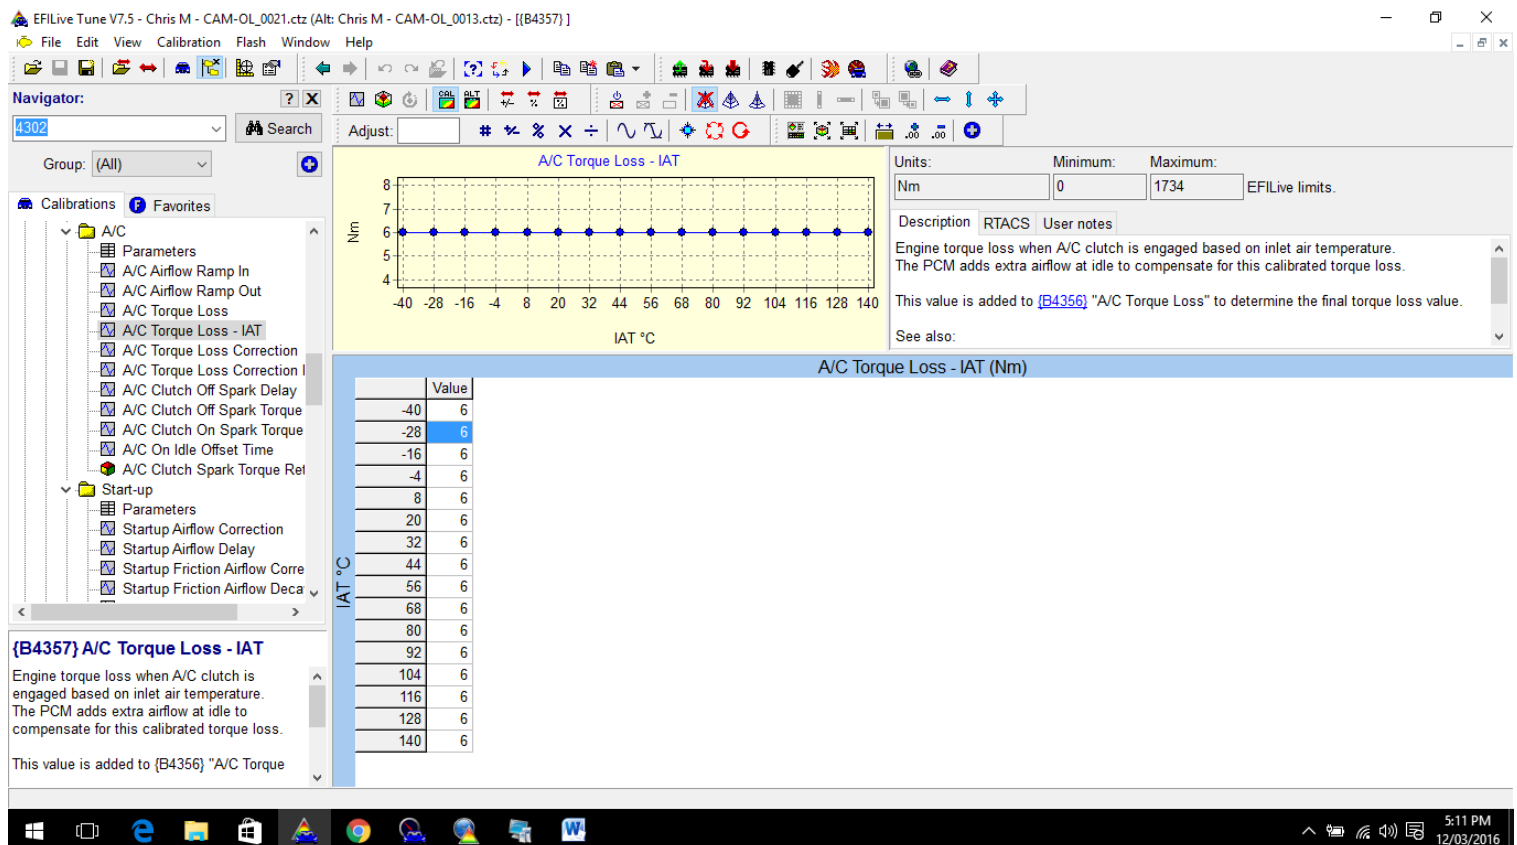 EFILive Tune V7.5 - Chris M - CAM-OL_0021.ctz (Alt: Chris M - CAM-OL_0013.ctz) - [{B4357} ]
File Edit View Calibration Flash Window Help
Navigator:
4302
Search
Group: (All)
Calibrations
Favorites
A/C
Parameters
A/C Airflow Ramp In
A/C Airflow Ramp Out
A/C Torque Loss
A/C Torque Loss - IAT
A/C Torque Loss Correction
A/C Torque Loss Correction
A/C Clutch Off Spark Delay
A/C Clutch Off Spark Torque
A/C Clutch On Spark Torque
A/C On Idle Offset Time
A/C Clutch Spark Torque Ret
Start-up
Parameters
Startup Airflow Correction
Startup Airflow Delay
Startup Friction Airflow Corre
Startup Friction Airflow Deca
{B4357} A/C Torque Loss - IAT
Engine torque loss when A/C clutch is
engaged based on inlet air temperature.
The PCM adds extra airflow at idle to
compensate for this calibrated torque loss.
This value is added to {B4356} "A/C Torque
CAL
ALT
Adjust:
A/C Torque Loss - IAT
Nm
8
7
6
5
4
-40 -28 -16 -4 8 20 32 44 56 68 80 92 104 116 128 140
IAT °C
Units: Minimum: Maximum:
Nm 0 1734 EFILive limits.
Description RTACS User notes
Engine torque loss when A/C clutch is engaged based on inlet air temperature.
The PCM adds extra airflow at idle to compensate for this calibrated torque loss.
This value is added to {B4356} "A/C Torque Loss" to determine the final torque loss value.
See also:
A/C Torque Loss - IAT (Nm)
Value
IAT °C
-40 6
-28 6
-16 6
-4 6
8 6
20 6
32 6
44 6
56 6
68 6
80 6
92 6
104 6
116 6
128 6
140 6
5:11 PM
12/03/2016